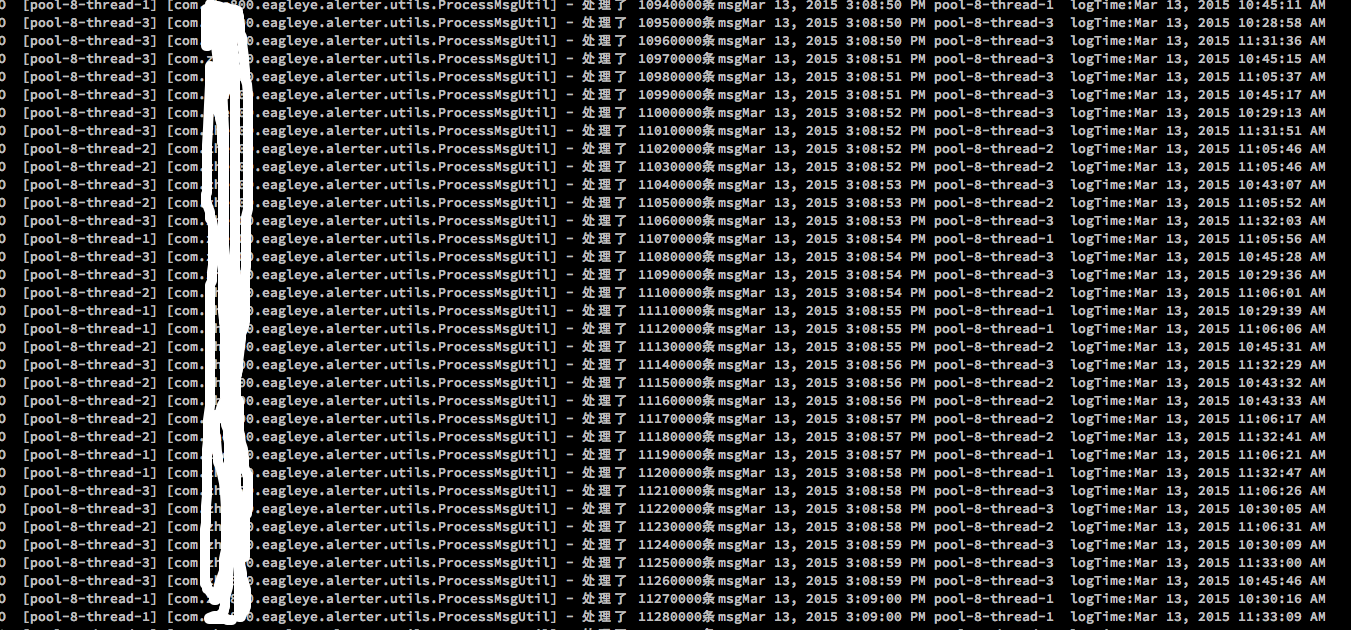 [pool-8-thread-1] [com. .eagleye.alerter.utils.ProcessMsgUtil] - 处理了 10940000条msgMar 13, 2015 3:08:50 PM pool-8-thread-1 logTime:Mar 13, 2015 10:45:11 AM
[pool-8-thread-3] [com. .eagleye.alerter.utils.ProcessMsgUtil] - 处理了 10950000条msgMar 13, 2015 3:08:50 PM pool-8-thread-3 logTime:Mar 13, 2015 10:28:58 AM
[pool-8-thread-3] [com. .eagleye.alerter.utils.ProcessMsgUtil] - 处理了 10960000条msgMar 13, 2015 3:08:50 PM pool-8-thread-3 logTime:Mar 13, 2015 11:31:36 AM
[pool-8-thread-3] [com. .eagleye.alerter.utils.ProcessMsgUtil] - 处理了 10970000条msgMar 13, 2015 3:08:51 PM pool-8-thread-3 logTime:Mar 13, 2015 10:45:15 AM
[pool-8-thread-3] [com. .eagleye.alerter.utils.ProcessMsgUtil] - 处理了 10980000条msgMar 13, 2015 3:08:51 PM pool-8-thread-3 logTime:Mar 13, 2015 11:05:37 AM
[pool-8-thread-3] [com. .eagleye.alerter.utils.ProcessMsgUtil] - 处理了 10990000条msgMar 13, 2015 3:08:51 PM pool-8-thread-3 logTime:Mar 13, 2015 10:45:17 AM
[pool-8-thread-3] [com. .eagleye.alerter.utils.ProcessMsgUtil] - 处理了 11000000条msgMar 13, 2015 3:08:52 PM pool-8-thread-3 logTime:Mar 13, 2015 10:29:13 AM
[pool-8-thread-3] [com. .eagleye.alerter.utils.ProcessMsgUtil] - 处理了 11010000条msgMar 13, 2015 3:08:52 PM pool-8-thread-3 logTime:Mar 13, 2015 11:31:51 AM
[pool-8-thread-2] [com. .eagleye.alerter.utils.ProcessMsgUtil] - 处理了 11020000条msgMar 13, 2015 3:08:52 PM pool-8-thread-2 logTime:Mar 13, 2015 11:05:46 AM
[pool-8-thread-2] [com. .eagleye.alerter.utils.ProcessMsgUtil] - 处理了 11030000条msgMar 13, 2015 3:08:52 PM pool-8-thread-2 logTime:Mar 13, 2015 11:05:46 AM
[pool-8-thread-3] [com. .eagleye.alerter.utils.ProcessMsgUtil] - 处理了 11040000条msgMar 13, 2015 3:08:53 PM pool-8-thread-3 logTime:Mar 13, 2015 10:43:07 AM
[pool-8-thread-2] [com. .eagleye.alerter.utils.ProcessMsgUtil] - 处理了 11050000条msgMar 13, 2015 3:08:53 PM pool-8-thread-2 logTime:Mar 13, 2015 11:05:52 AM
[pool-8-thread-3] [com. .eagleye.alerter.utils.ProcessMsgUtil] - 处理了 11060000条msgMar 13, 2015 3:08:53 PM pool-8-thread-3 logTime:Mar 13, 2015 11:32:03 AM
[pool-8-thread-1] [com. .eagleye.alerter.utils.ProcessMsgUtil] - 处理了 11070000条msgMar 13, 2015 3:08:54 PM pool-8-thread-1 logTime:Mar 13, 2015 11:05:56 AM
[pool-8-thread-3] [com. .eagleye.alerter.utils.ProcessMsgUtil] - 处理了 11080000条msgMar 13, 2015 3:08:54 PM pool-8-thread-3 logTime:Mar 13, 2015 10:45:28 AM
[pool-8-thread-3] [com. .eagleye.alerter.utils.ProcessMsgUtil] - 处理了 11090000条msgMar 13, 2015 3:08:54 PM pool-8-thread-3 logTime:Mar 13, 2015 10:29:36 AM
[pool-8-thread-2] [com. .eagleye.alerter.utils.ProcessMsgUtil] - 处理了 11100000条msgMar 13, 2015 3:08:54 PM pool-8-thread-2 logTime:Mar 13, 2015 11:06:01 AM
[pool-8-thread-1] [com. .eagleye.alerter.utils.ProcessMsgUtil] - 处理了 11110000条msgMar 13, 2015 3:08:55 PM pool-8-thread-1 logTime:Mar 13, 2015 10:29:39 AM
[pool-8-thread-1] [com. .eagleye.alerter.utils.ProcessMsgUtil] - 处理了 11120000条msgMar 13, 2015 3:08:55 PM pool-8-thread-1 logTime:Mar 13, 2015 11:06:06 AM
[pool-8-thread-2] [com. .eagleye.alerter.utils.ProcessMsgUtil] - 处理了 11130000条msgMar 13, 2015 3:08:55 PM pool-8-thread-2 logTime:Mar 13, 2015 10:45:31 AM
[pool-8-thread-3] [com. .eagleye.alerter.utils.ProcessMsgUtil] - 处理了 11140000条msgMar 13, 2015 3:08:56 PM pool-8-thread-3 logTime:Mar 13, 2015 11:32:29 AM
[pool-8-thread-2] [com. .eagleye.alerter.utils.ProcessMsgUtil] - 处理了 11150000条msgMar 13, 2015 3:08:56 PM pool-8-thread-2 logTime:Mar 13, 2015 10:43:32 AM
[pool-8-thread-2] [com. .eagleye.alerter.utils.ProcessMsgUtil] - 处理了 11160000条msgMar 13, 2015 3:08:56 PM pool-8-thread-2 logTime:Mar 13, 2015 10:43:33 AM
[pool-8-thread-2] [com. .eagleye.alerter.utils.ProcessMsgUtil] - 处理了 11170000条msgMar 13, 2015 3:08:57 PM pool-8-thread-2 logTime:Mar 13, 2015 11:06:17 AM
[pool-8-thread-2] [com. .eagleye.alerter.utils.ProcessMsgUtil] - 处理了 11180000条msgMar 13, 2015 3:08:57 PM pool-8-thread-2 logTime:Mar 13, 2015 11:32:41 AM
[pool-8-thread-1] [com. .eagleye.alerter.utils.ProcessMsgUtil] - 处理了 11190000条msgMar 13, 2015 3:08:57 PM pool-8-thread-1 logTime:Mar 13, 2015 11:06:21 AM
[pool-8-thread-1] [com. .eagleye.alerter.utils.ProcessMsgUtil] - 处理了 11200000条msgMar 13, 2015 3:08:58 PM pool-8-thread-1 logTime:Mar 13, 2015 11:32:47 AM
[pool-8-thread-3] [com. .eagleye.alerter.utils.ProcessMsgUtil] - 处理了 11210000条msgMar 13, 2015 3:08:58 PM pool-8-thread-3 logTime:Mar 13, 2015 11:06:26 AM
[pool-8-thread-3] [com. .eagleye.alerter.utils.ProcessMsgUtil] - 处理了 11220000条msgMar 13, 2015 3:08:58 PM pool-8-thread-3 logTime:Mar 13, 2015 10:30:05 AM
[pool-8-thread-2] [com. .eagleye.alerter.utils.ProcessMsgUtil] - 处理了 11230000条msgMar 13, 2015 3:08:58 PM pool-8-thread-2 logTime:Mar 13, 2015 11:06:31 AM
[pool-8-thread-3] [com. .eagleye.alerter.utils.ProcessMsgUtil] - 处理了 11240000条msgMar 13, 2015 3:08:59 PM pool-8-thread-3 logTime:Mar 13, 2015 10:30:09 AM
[pool-8-thread-3] [com. .eagleye.alerter.utils.ProcessMsgUtil] - 处理了 11250000条msgMar 13, 2015 3:08:59 PM pool-8-thread-3 logTime:Mar 13, 2015 11:33:00 AM
[pool-8-thread-3] [com. .eagleye.alerter.utils.ProcessMsgUtil] - 处理了 11260000条msgMar 13, 2015 3:08:59 PM pool-8-thread-3 logTime:Mar 13, 2015 10:45:46 AM
[pool-8-thread-1] [com. .eagleye.alerter.utils.ProcessMsgUtil] - 处理了 11270000条msgMar 13, 2015 3:09:00 PM pool-8-thread-1 logTime:Mar 13, 2015 10:30:16 AM
[pool-8-thread-1] [com. .eagleye.alerter.utils.ProcessMsgUtil] - 处理了 11280000条msgMar 13, 2015 3:09:00 PM pool-8-thread-1 logTime:Mar 13, 2015 11:33:09 AM